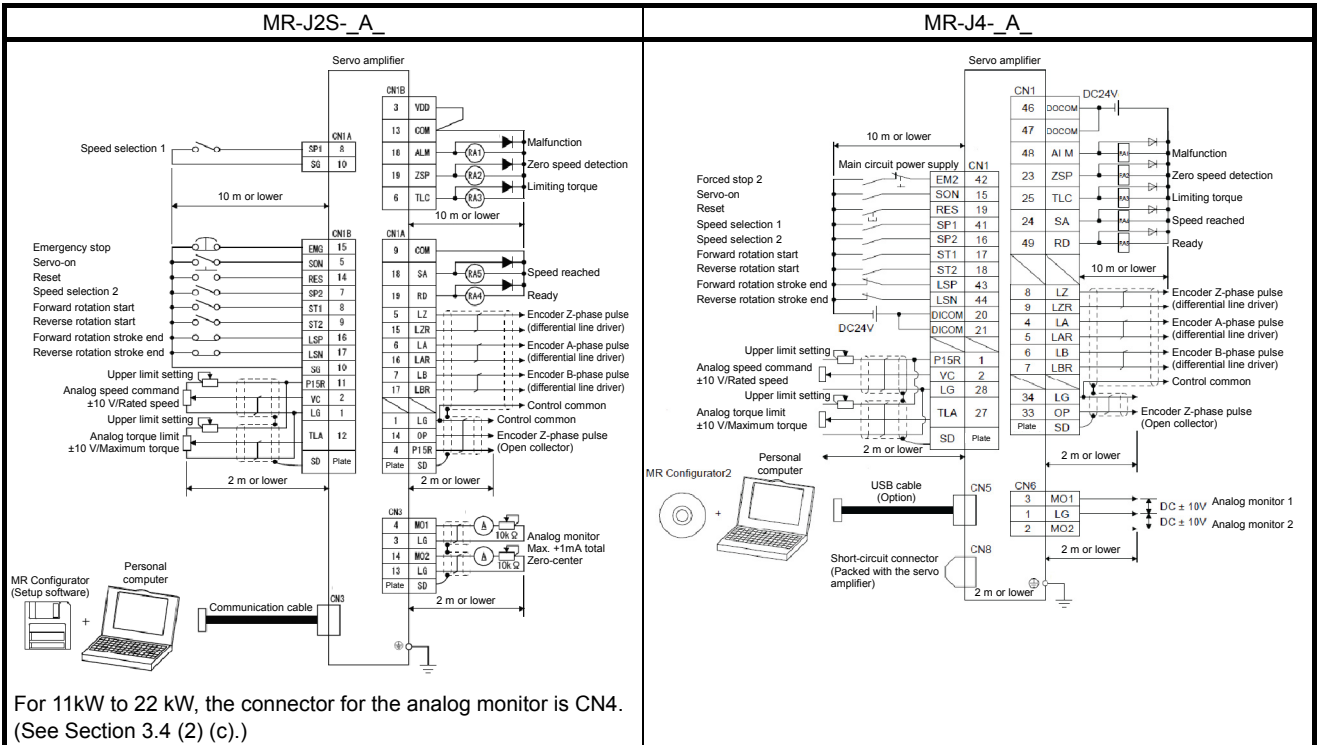 MR-J2S-_A_
Servo amplifier
CN1B
3 VDD
13 COM
18 ALM RA1 Malfunction
19 ZSP RA2 Zero speed detection
6 TLC RA3 Limiting torque
10 m or lower
CN1A
Speed selection 1 SP1 8
SG 10
10 m or lower
CN1B
Emergency stop EMG 15
Servo-on SON 5
Reset RES 14
Speed selection 2 SP2 7
Forward rotation start ST1 8
Reverse rotation start ST2 9
Forward rotation stroke end LSP 16
Reverse rotation stroke end LSN 17
SG 10
Upper limit setting P15R 11
Analog speed command VC 2
±10 V/Rated speed LG 1
Upper limit setting
Analog torque limit TLA 12
±10 V/Maximum torque
SD Plate
2 m or lower
CN1A
9 COM
18 SA RA5 Speed reached
19 RD RA4 Ready
5 LZ Encoder Z-phase pulse
15 LZR (differential line driver)
6 LA Encoder A-phase pulse
16 LAR (differential line driver)
7 LB Encoder B-phase pulse
17 LBR (differential line driver)
1 LG Control common
14 OP Encoder Z-phase pulse
4 P15R (Open collector)
Plate SD
2 m or lower
CN3
4 MO1 A 10k Ω
3 LG Analog monitor
14 MO2 A 10k Ω Max. +1mA total
13 LG Zero-center
Plate SD
2 m or lower
MR Configurator
(Setup software)
+
Personal
computer
Communication cable
CN3
For 11kW to 22 kW, the connector for the analog monitor is CN4.
(See Section 3.4 (2) (c).)
MR-J4-_A_
Servo amplifier
10 m or lower
Main circuit power supply CN1
Forced stop 2 EM2 42
Servo-on SON 15
Reset RES 19
Speed selection 1 SP1 41
Speed selection 2 SP2 16
Forward rotation start ST1 17
Reverse rotation start ST2 18
Forward rotation stroke end LSP 43
Reverse rotation stroke end LSN 44
DICOM 20
DC24V DICOM 21
Upper limit setting P15R 1
Analog speed command VC 2
±10 V/Rated speed
Upper limit setting LG 28
Analog torque limit TLA 27
±10 V/Maximum torque
SD Plate
2 m or lower
MR Configurator2
+
Personal
computer
USB cable
(Option)
CN5
Short-circuit connector
(Packed with the servo
amplifier)
CN8
2 m or lower
CN1 DC24V
46 DOCOM
47 DOCOM
48 ALM RA1 Malfunction
23 ZSP RA2 Zero speed detection
25 TLC RA3 Limiting torque
24 SA RA4 Speed reached
49 RD RA5 Ready
10 m or lower
8 LZ Encoder Z-phase pulse
9 LZR (differential line driver)
4 LA Encoder A-phase pulse
5 LAR (differential line driver)
6 LB Encoder B-phase pulse
7 LBR (differential line driver)
Control common
34 LG
33 OP Encoder Z-phase pulse
Plate SD (Open collector)
2 m or lower
CN6
3 MO1 DC ± 10V Analog monitor 1
1 LG
2 MO2 DC ± 10V Analog monitor 2
2 m or lower